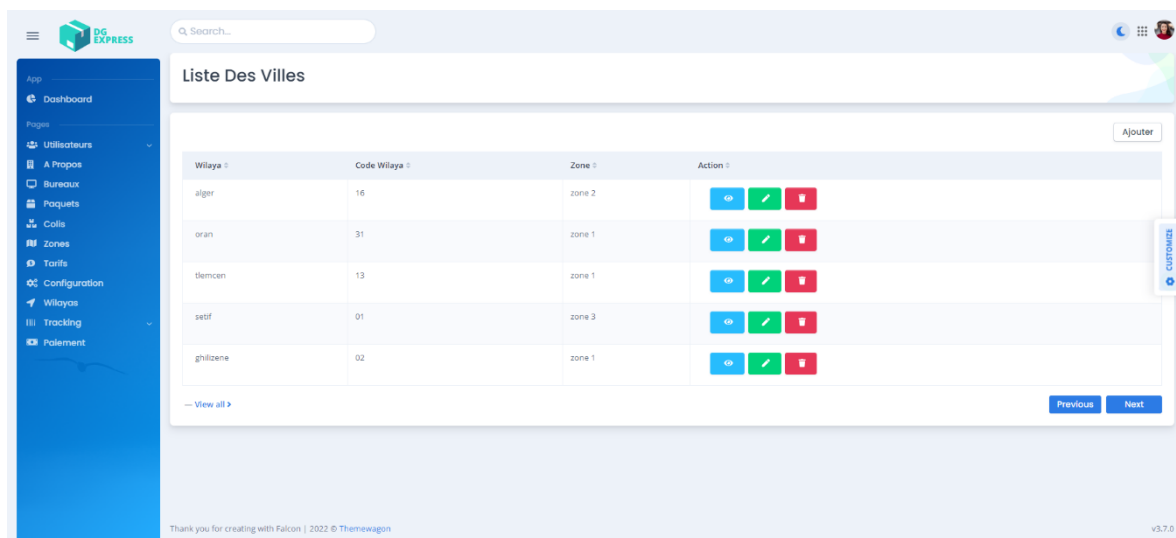 DG
EXPRESS
Search...
App
Dashboard
Pages
Utilisateurs
A Propos
Bureaux
Paquets
Colis
Zones
Tarifs
Configuration
Wilayas
Tracking
Paiement
Liste Des Villes
Ajouter
Wilaya Code Wilaya Zone Action
alger 16 zone 2
oran 31 zone 1
tlemcen 13 zone 1
setif 01 zone 3
ghilizene 02 zone 1
— View all >
Previous Next
CUSTOMIZE
Thank you for creating with Falcon | 2022 © Themewagon
v3.7.0